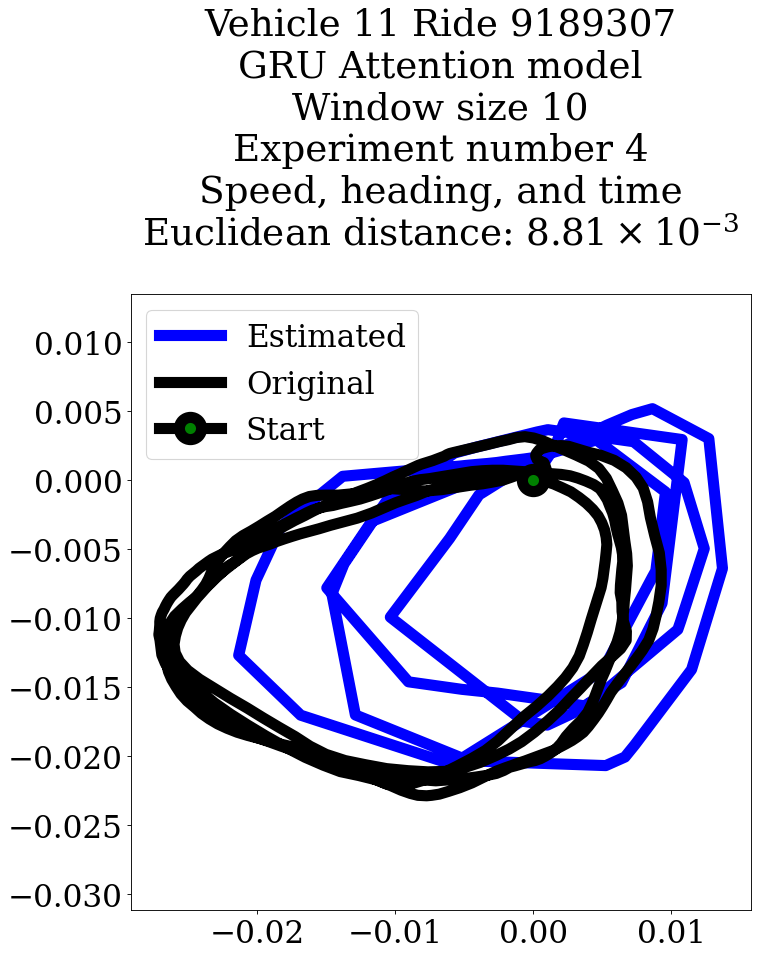 Vehicle 11 Ride 9189307
GRU Attention model
Window size 10
Experiment number 4
Speed, heading, and time
Euclidean distance: 8.81 × 10⁻³
Estimated
Original
Start
0.010
0.005
0.000
−0.005
−0.010
−0.015
−0.020
−0.025
−0.030
−0.02 −0.01 0.00 0.01